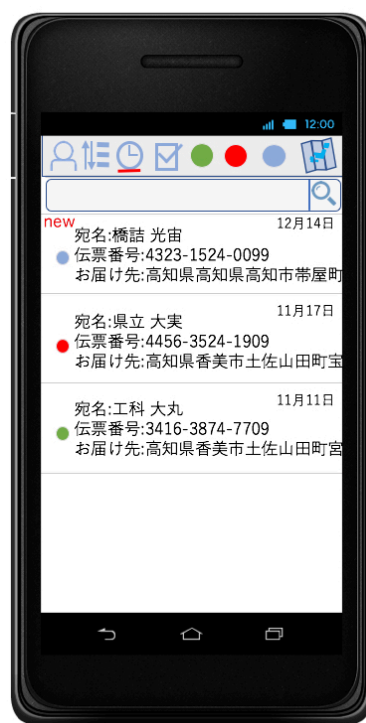 12:00
new
12月14日
宛名:橋詰 光宙
伝票番号:4323-1524-0099
お届け先:高知県高知県高知市帯屋町
11月17日
宛名:県立 大実
伝票番号:4456-3524-1909
お届け先:高知県香美市土佐山田町宝
11月11日
宛名:工科 大丸
伝票番号:3416-3874-7709
お届け先:高知県香美市土佐山田町宮